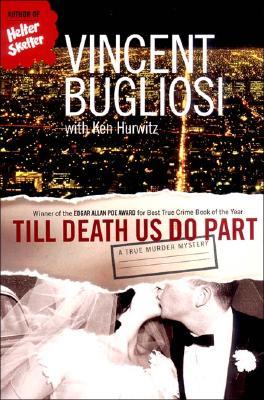 AUTHOR OF
Helter
Skelter
VINCENT
BUGLIOSI
with Ken Hurwitz
Winner of the EDGAR ALLAN POE AWARD for Best True Crime Book of the Year
TILL DEATH US DO PART
A TRUE MURDER MYSTERY